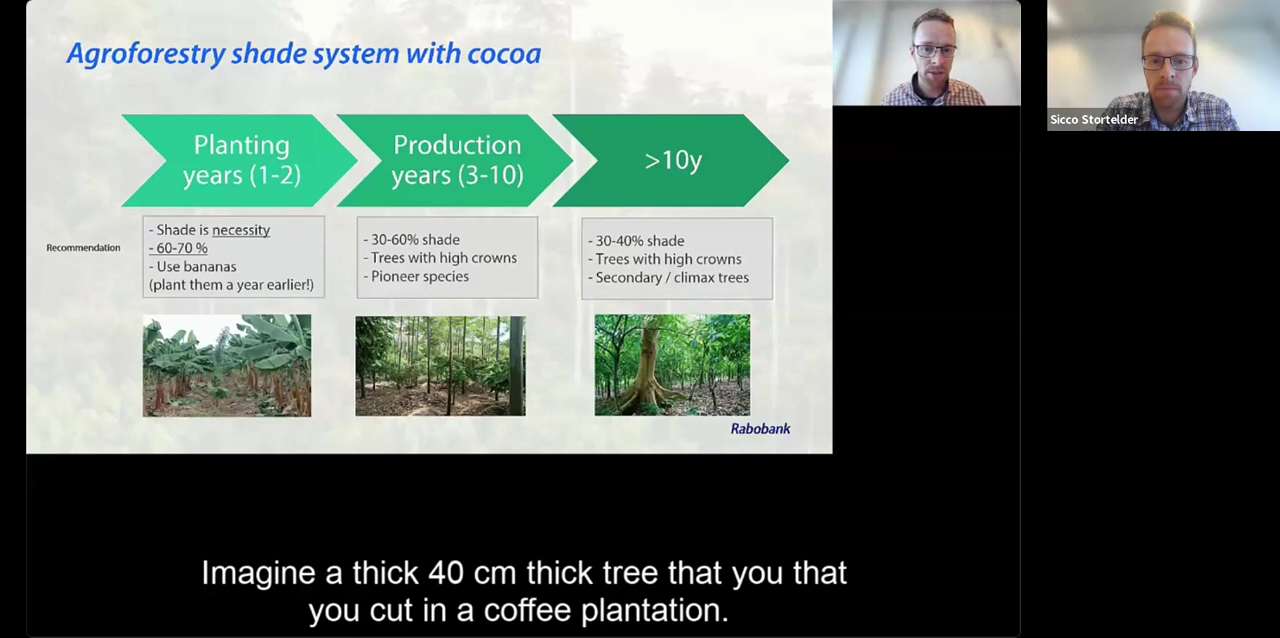 Agroforestry shade system with cocoa
Planting
years (1-2)
Production
years (3-10)
>10y
Recommendation
- Shade is necessity
- 60-70 %
- Use bananas
(plant them a year earlier!)
- 30-60% shade
- Trees with high crowns
- Pioneer species
- 30-40% shade
- Trees with high crowns
- Secondary / climax trees
Rabobank
Sicco Stortelder
Imagine a thick 40 cm thick tree that you that
you cut in a coffee plantation.